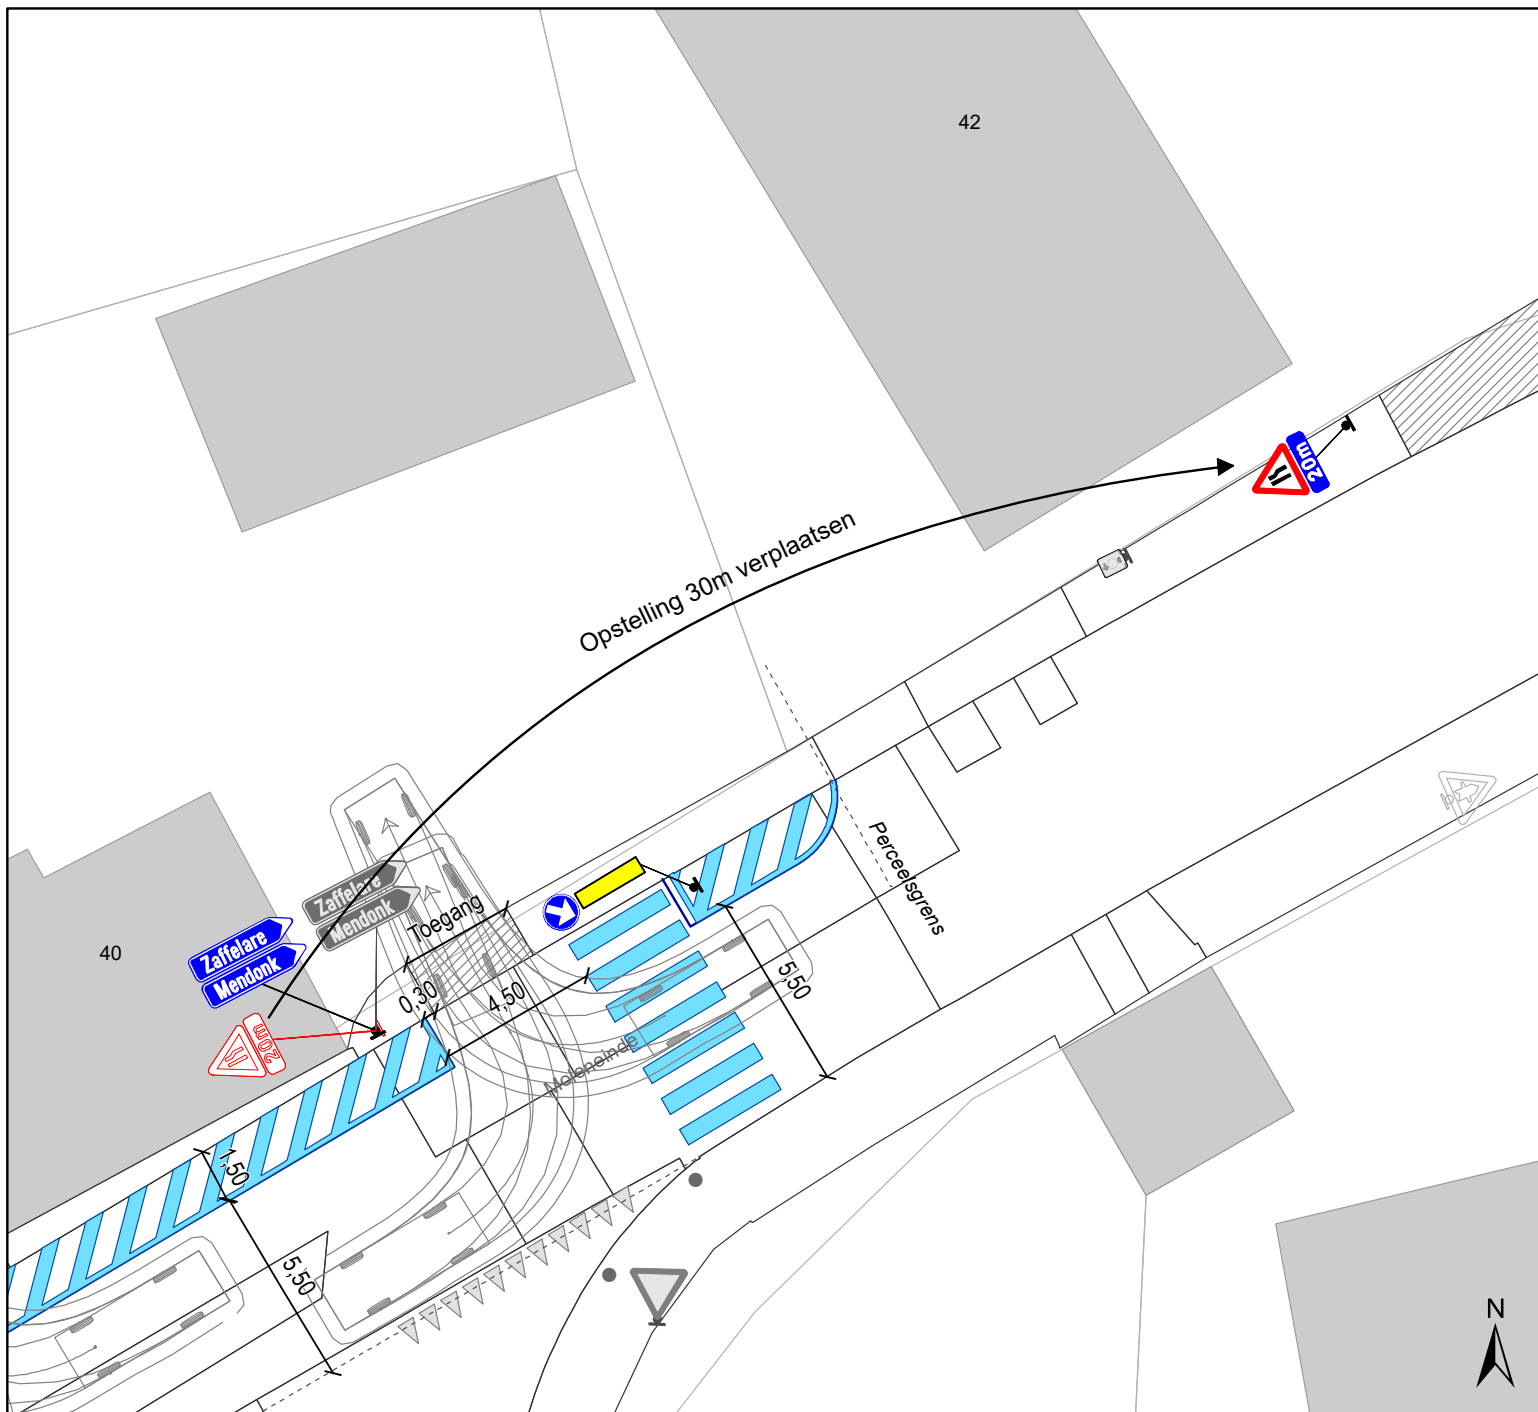 42
20m
Opstelling 30m verplaatsen
Perceelsgrens
Zaffelare
Mendonk
Toegang
40
Zaffelare
Mendonk
0,30
4,50
5,50
20m
Moleneinde
1,50
5,50
N